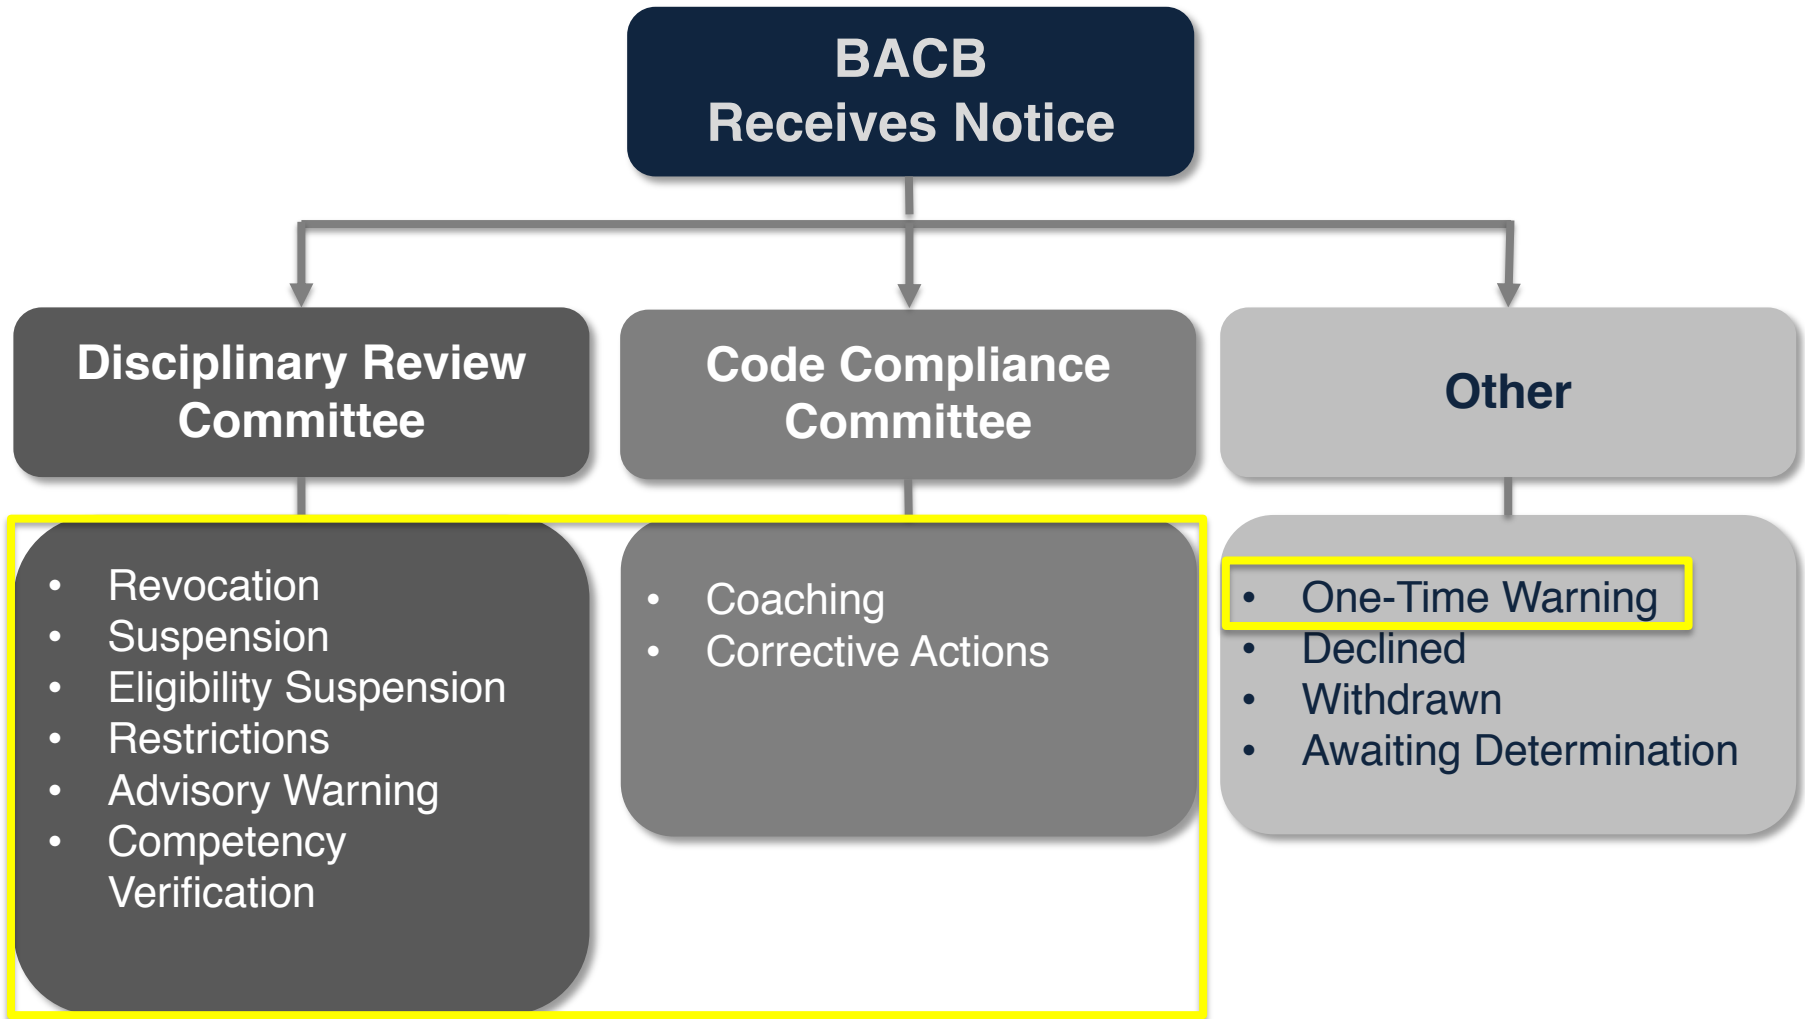 BACB
Receives Notice
Disciplinary Review
Committee
Code Compliance
Committee
Other
• Revocation
• Suspension
• Eligibility Suspension
• Restrictions
• Advisory Warning
• Competency
Verification
• Coaching
• Corrective Actions
• One-Time Warning
• Declined
• Withdrawn
• Awaiting Determination